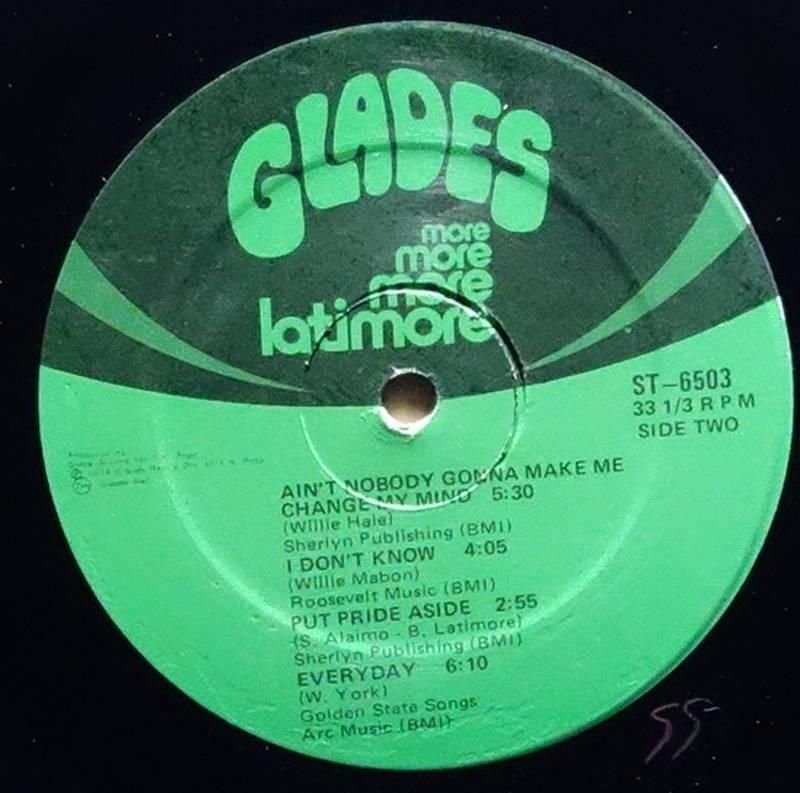 GLADES
more
more
more
latimore
ST-6503
33 1/3 R P M
SIDE TWO
AIN'T NOBODY GONNA MAKE ME
CHANGE MY MIND 5:30
(Willie Hale)
Sherlyn Publishing (BMI)
I DON'T KNOW 4:05
(Willie Mabon)
Roosevelt Music (BMI)
PUT PRIDE ASIDE 2:55
(S. Alaimo - B. Latimore)
Sherlyn Publishing (BMI)
EVERYDAY 6:10
(W. York)
Golden State Songs
Arc Music (BMI)